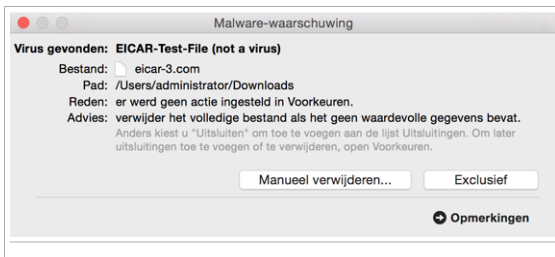 Malware-waarschuwing
Virus gevonden: EICAR-Test-File (not a virus)
Bestand: eicar-3.com
Pad: /Users/administrator/Downloads
Reden: er werd geen actie ingesteld in Voorkeuren.
Advies: verwijder het volledige bestand als het geen waardevolle gegevens bevat.
Anders kiest u "Uitsluiten" om toe te voegen aan de lijst Uitsluitingen. Om later
uitsluitingen toe te voegen of te verwijderen, open Voorkeuren.
Manueel verwijderen... Exclusief
Opmerkingen